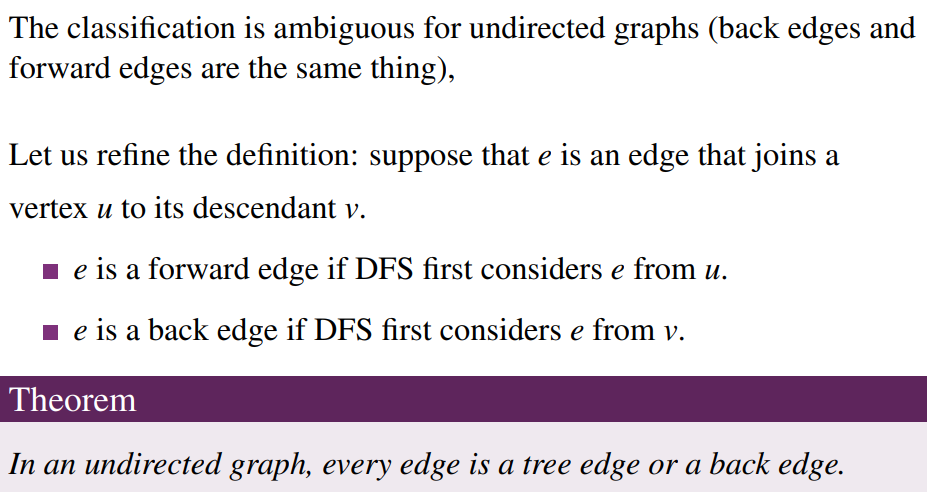 The classification is ambiguous for undirected graphs (back edges and
forward edges are the same thing),
Let us refine the definition: suppose that e is an edge that joins a
vertex u to its descendant v.
e is a forward edge if DFS first considers e from u.
e is a back edge if DFS first considers e from v.
Theorem
In an undirected graph, every edge is a tree edge or a back edge.